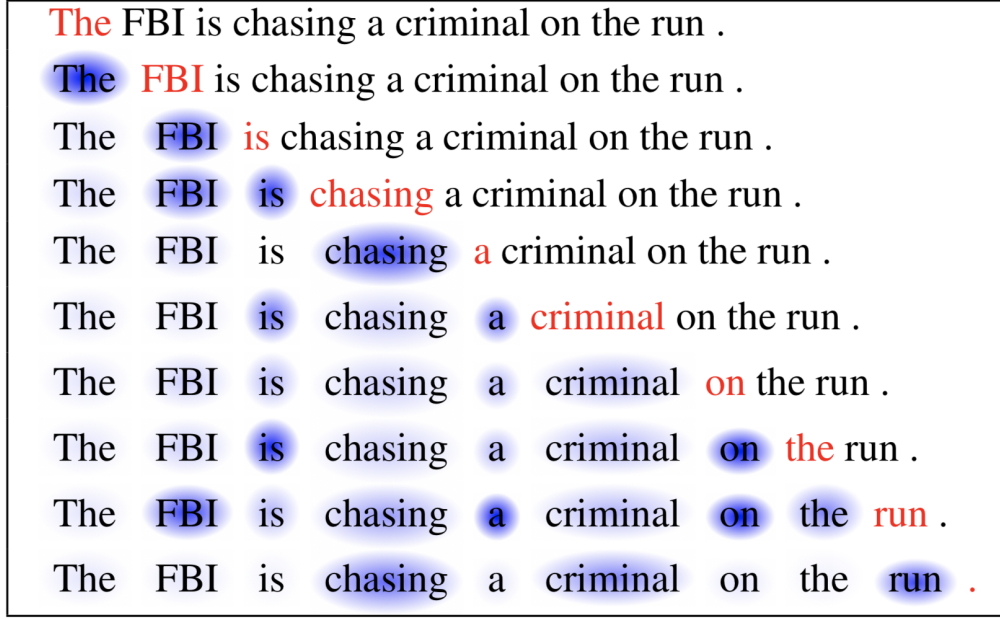 The FBI is chasing a criminal on the run .
The FBI is chasing a criminal on the run .
The FBI is chasing a criminal on the run .
The FBI is chasing a criminal on the run .
The FBI is chasing a criminal on the run .
The FBI is chasing a criminal on the run .
The FBI is chasing a criminal on the run .
The FBI is chasing a criminal on the run .
The FBI is chasing a criminal on the run .
The FBI is chasing a criminal on the run .